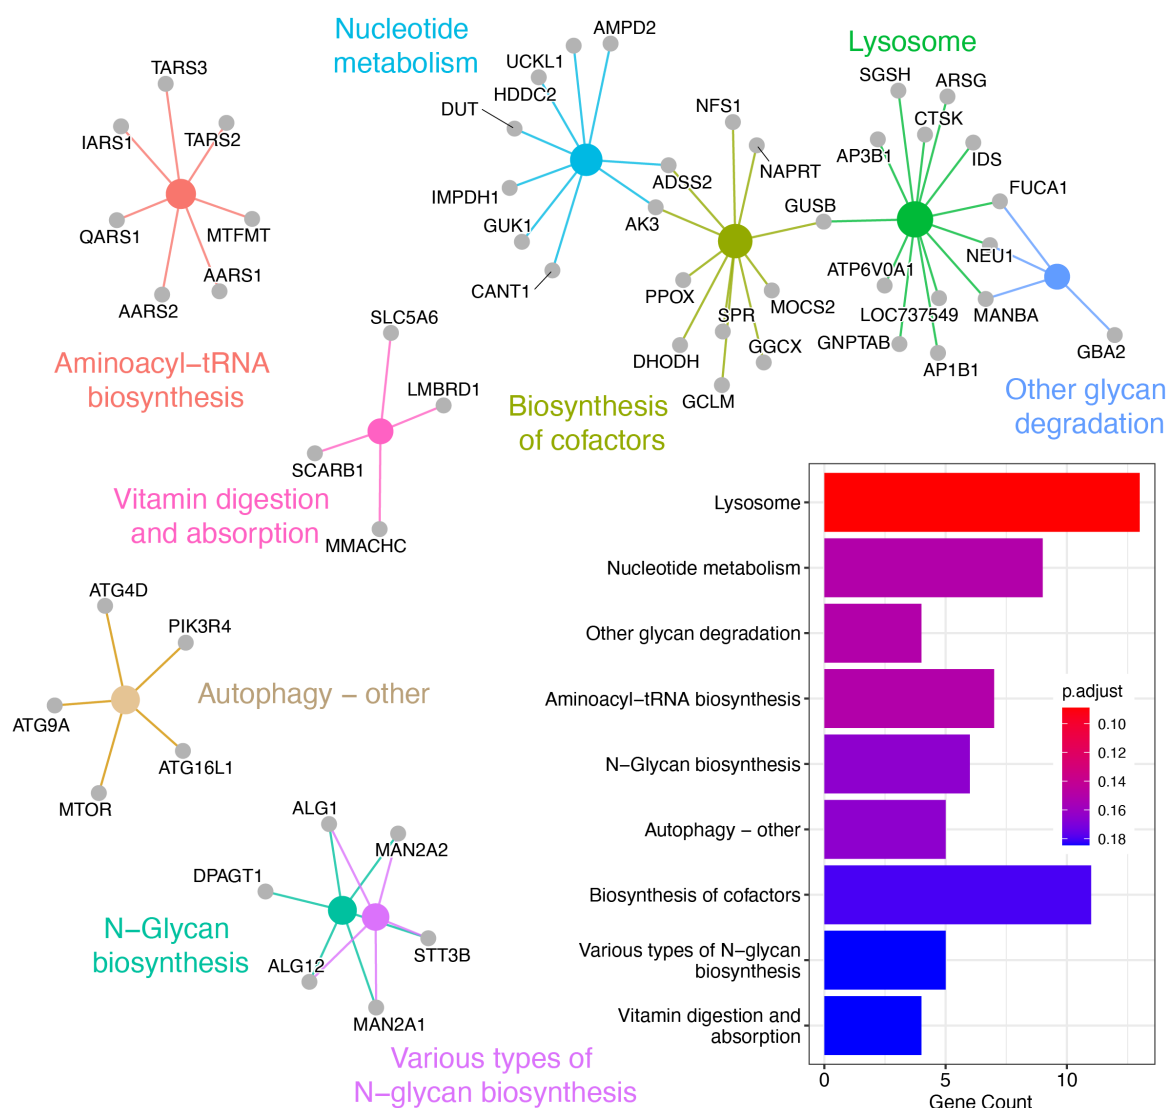 Nucleotide
metabolism
AMPD2
UCKL1
HDDC2
DUT
IMPDH1
GUK1
CANT1
ADSS2
AK3
TARS3
IARS1
TARS2
QARS1
MTFMT
AARS1
AARS2
Aminoacyl−tRNA
biosynthesis
Lysosome
SGSH
ARSG
CTSK
AP3B1
IDS
FUCA1
GUSB
NEU1
ATP6V0A1
LOC737549
MANBA
GNPTAB
AP1B1
GBA2
Other glycan
degradation
NFS1
NAPRT
PPOX
MOCS2
SPR
DHODH
GGCX
GCLM
Biosynthesis
of cofactors
SLC5A6
LMBRD1
SCARB1
MMACHC
Vitamin digestion
and absorption
ATG4D
PIK3R4
ATG9A
ATG16L1
MTOR
Autophagy − other
ALG1
MAN2A2
DPAGT1
STT3B
ALG12
MAN2A1
N−Glycan
biosynthesis
Various types of
N−glycan biosynthesis
Lysosome
Nucleotide metabolism
Other glycan degradation
Aminoacyl−tRNA biosynthesis
N−Glycan biosynthesis
Autophagy − other
Biosynthesis of cofactors
Various types of N−glycan
biosynthesis
Vitamin digestion and
absorption
p.adjust
0.10
0.12
0.14
0.16
0.18
0 5 10
Gene Count